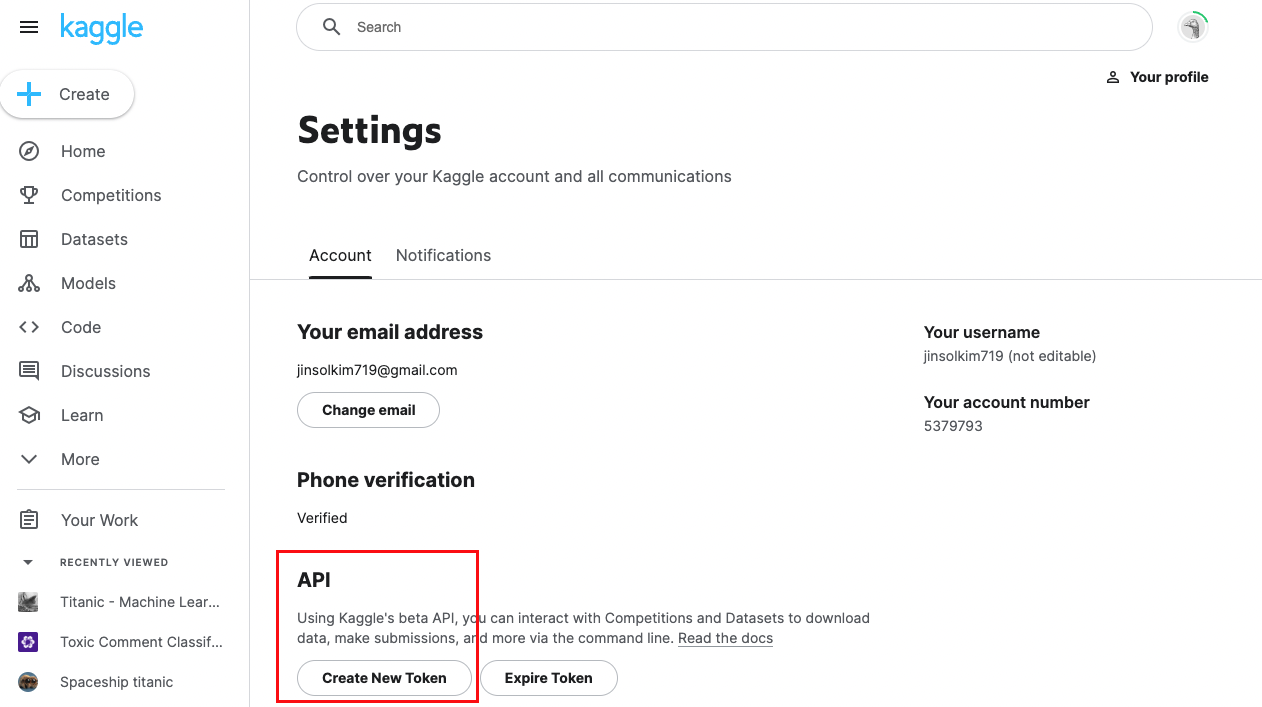 kaggle
Search
Your profile
Create
Home
Competitions
Datasets
Models
Code
Discussions
Learn
More
Your Work
RECENTLY VIEWED
Titanic - Machine Lear...
Toxic Comment Classif...
Spaceship titanic
Settings
Control over your Kaggle account and all communications
Account Notifications
Your email address
jinsolkim719@gmail.com
Change email
Your username
jinsolkim719 (not editable)
Your account number
5379793
Phone verification
Verified
API
Using Kaggle's beta API, you can interact with Competitions and Datasets to download
data, make submissions, and more via the command line. Read the docs
Create New Token Expire Token